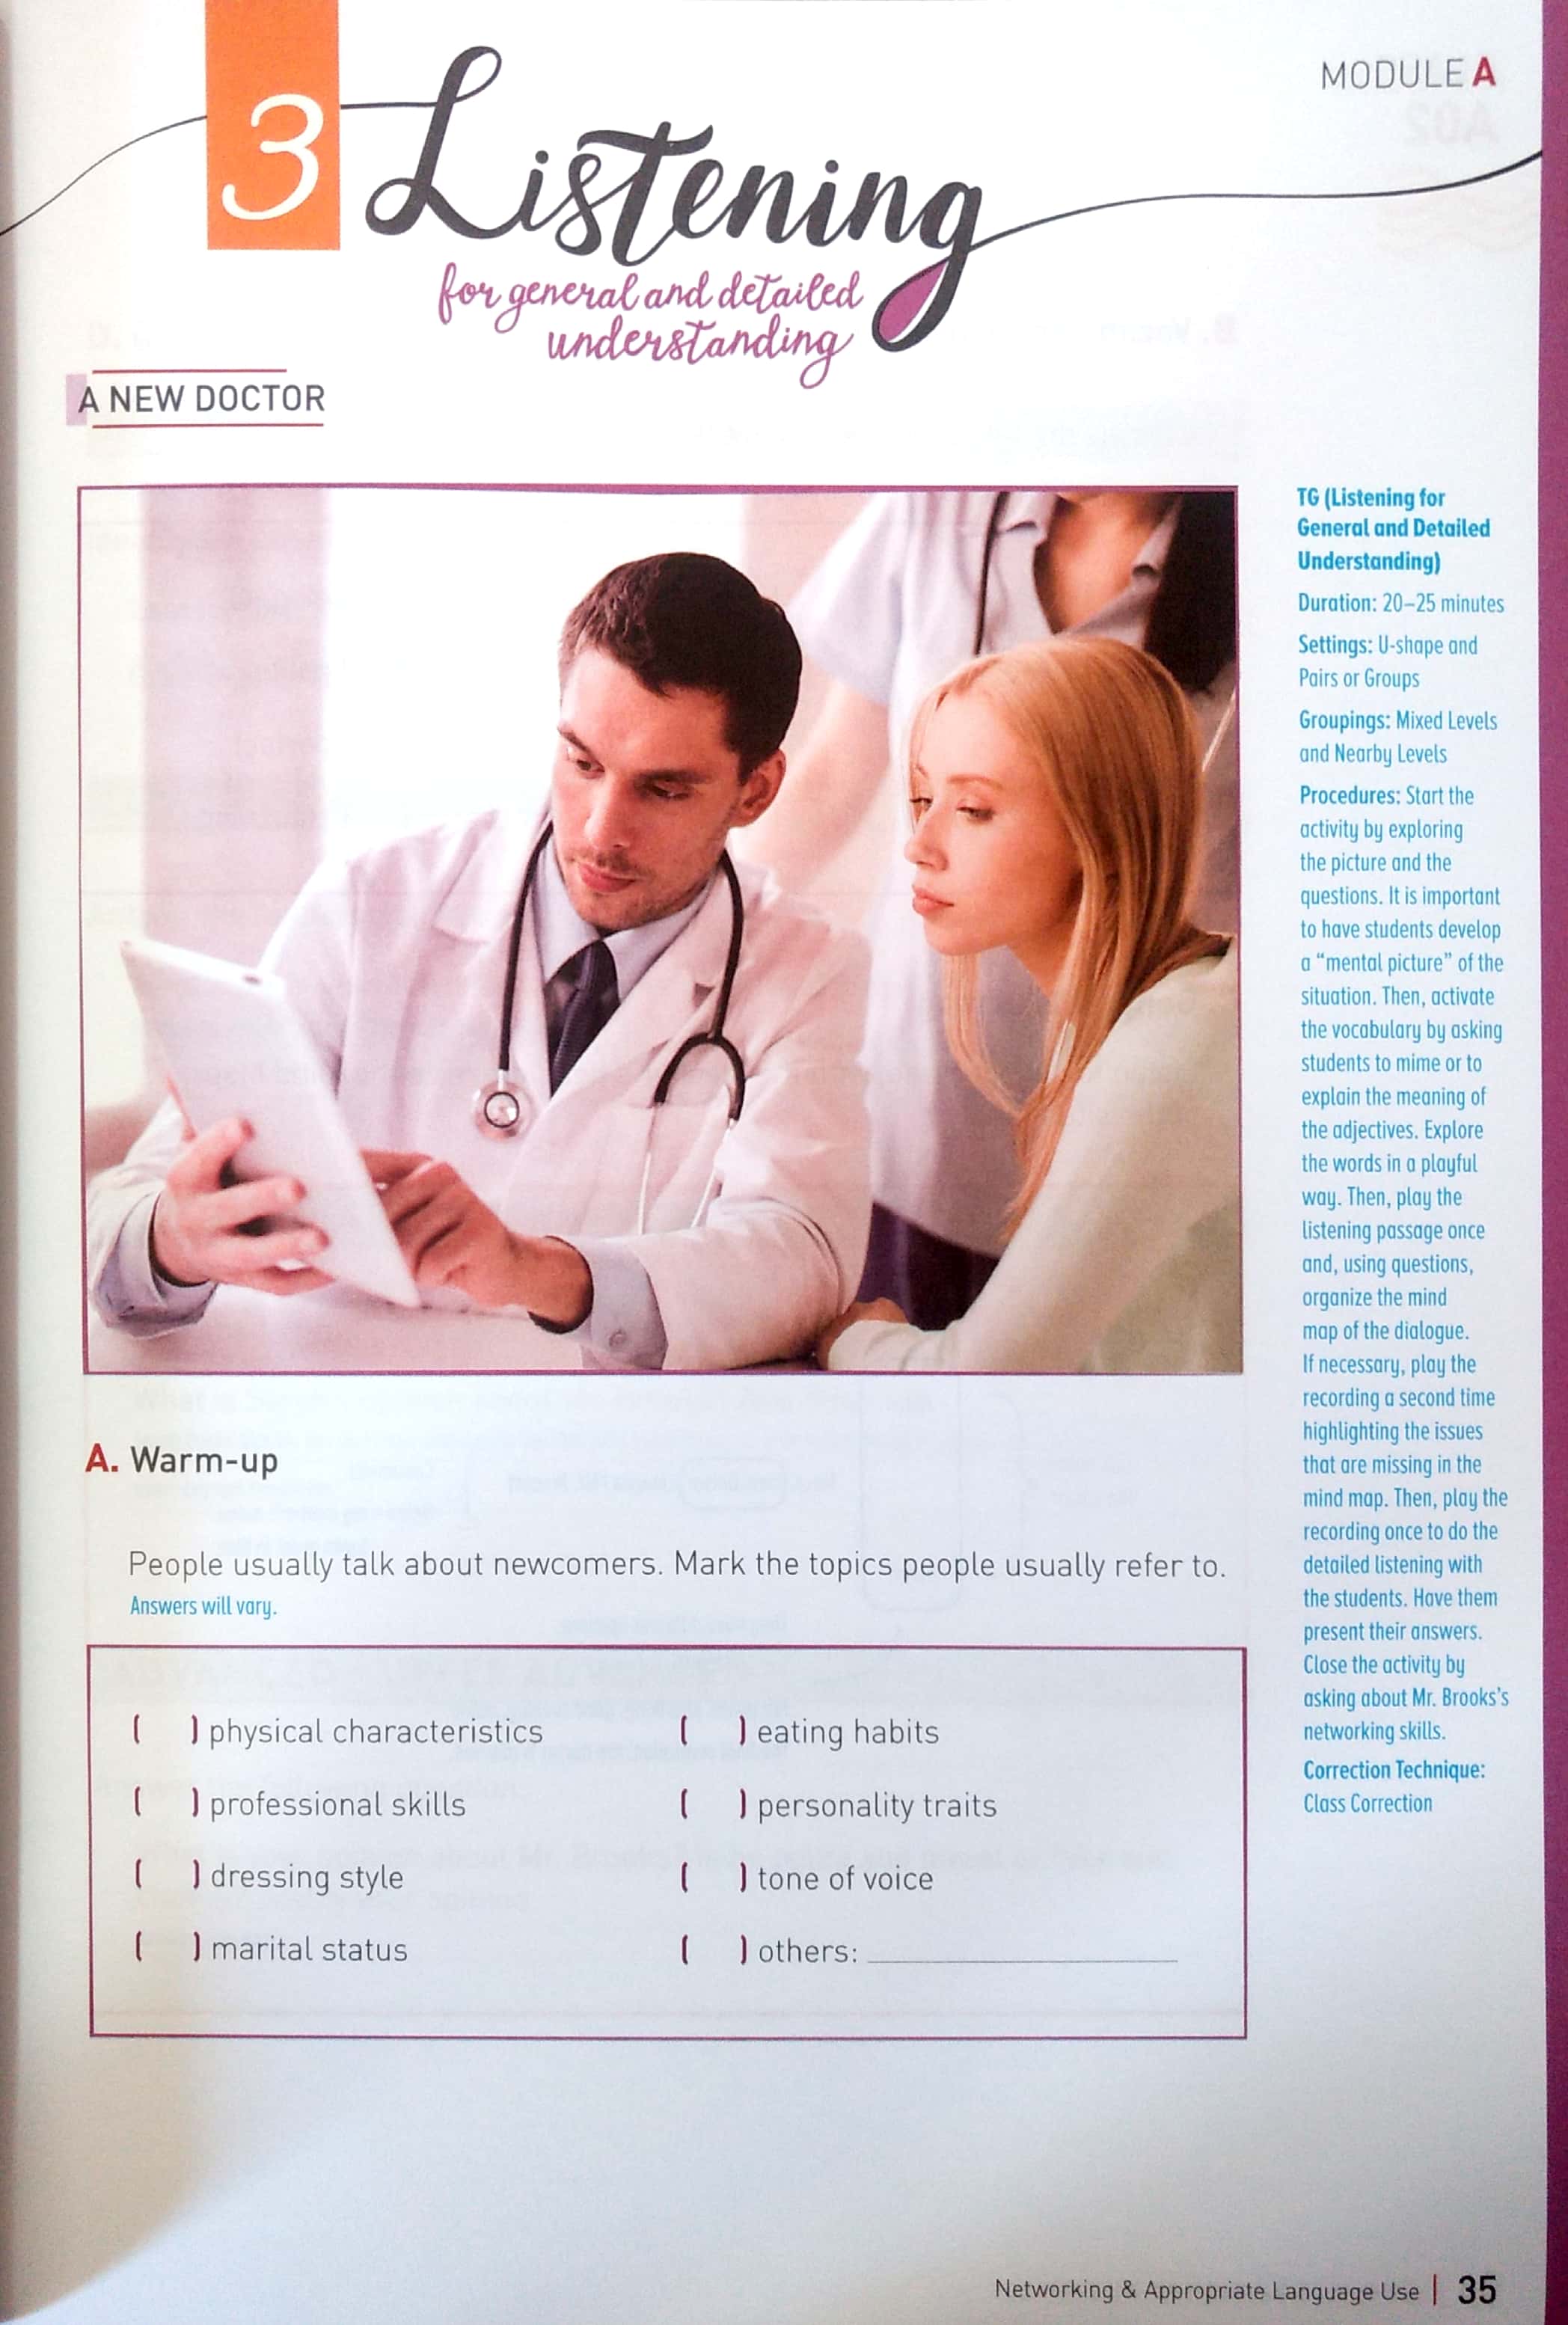 MODULE A
3 Listening
for general and detailed
understanding
A NEW DOCTOR
TG (Listening for
General and Detailed
Understanding)
Duration: 20–25 minutes
Settings: U-shape and
Pairs or Groups
Groupings: Mixed Levels
and Nearby Levels
Procedures: Start the
activity by exploring
the picture and the
questions. It is important
to have students develop
a “mental picture” of the
situation. Then, activate
the vocabulary by asking
students to mime or to
explain the meaning of
the adjectives. Explore
the words in a playful
way. Then, play the
listening passage once
and, using questions,
organize the mind
map of the dialogue.
If necessary, play the
recording a second time
highlighting the issues
that are missing in the
mind map. Then, play the
recording once to do the
detailed listening with
the students. Have them
present their answers.
Close the activity by
asking about Mr. Brooks’s
networking skills.
Correction Technique:
Class Correction
A. Warm-up
People usually talk about newcomers. Mark the topics people usually refer to.
Answers will vary.
( ) physical characteristics
( ) professional skills
( ) dressing style
( ) marital status
( ) eating habits
( ) personality traits
( ) tone of voice
( ) others: ____________________
Networking & Appropriate Language Use | 35